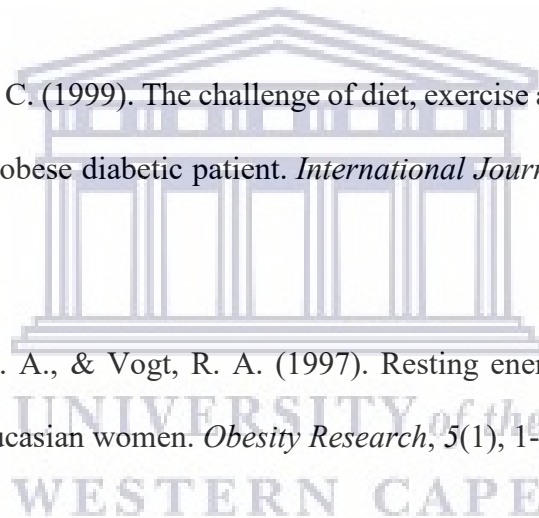 C. (1999). The challenge of diet, exercise
obese diabetic patient. International Journ
A., & Vogt, R. A. (1997). Resting ener
ucasian women. Obesity Research, 5(1), 1-
UNIVERSITY of the
WESTERN CAPE